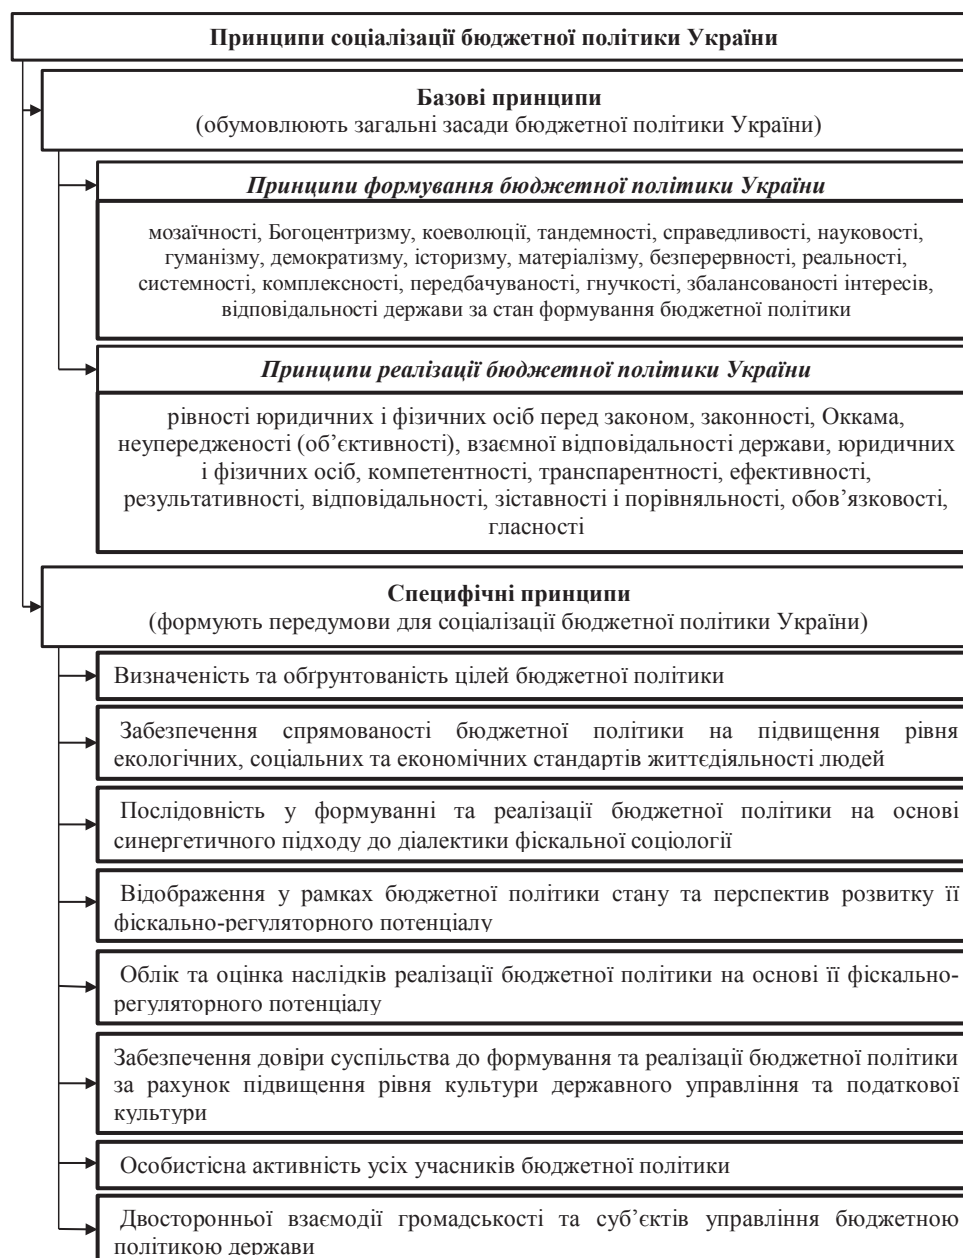 Принципи соціалізації бюджетної політики України
Базові принципи
(обумовлюють загальні засади бюджетної політики України)
Принципи формування бюджетної політики України
мозаїчності, Богоцентризму, коеволюції, тандемності, справедливості, науковості,
гуманізму, демократизму, історизму, матеріалізму, безперервності, реальності,
системності, комплексності, передбачуваності, гнучкості, збалансованості інтересів,
відповідальності держави за стан формування бюджетної політики
Принципи реалізації бюджетної політики України
рівності юридичних і фізичних осіб перед законом, законності, Оккама,
неупередженості (об’єктивності), взаємної відповідальності держави, юридичних
і фізичних осіб, компетентності, транспарентності, ефективності,
результативності, відповідальності, зіставності і порівняльності, обов’язковості,
гласності
Специфічні принципи
(формують передумови для соціалізації бюджетної політики України)
Визначеність та обґрунтованість цілей бюджетної політики
Забезпечення спрямованості бюджетної політики на підвищення рівня
екологічних, соціальних та економічних стандартів життєдіяльності людей
Послідовність у формуванні та реалізації бюджетної політики на основі
синергетичного підходу до діалектики фіскальної соціології
Відображення у рамках бюджетної політики стану та перспектив розвитку її
фіскально-регуляторного потенціалу
Облік та оцінка наслідків реалізації бюджетної політики на основі її фіскально-
регуляторного потенціалу
Забезпечення довіри суспільства до формування та реалізації бюджетної політики
за рахунок підвищення рівня культури державного управління та податкової
культури
Особистісна активність усіх учасників бюджетної політики
Двосторонньої взаємодії громадськості та суб’єктів управління бюджетною
політикою держави